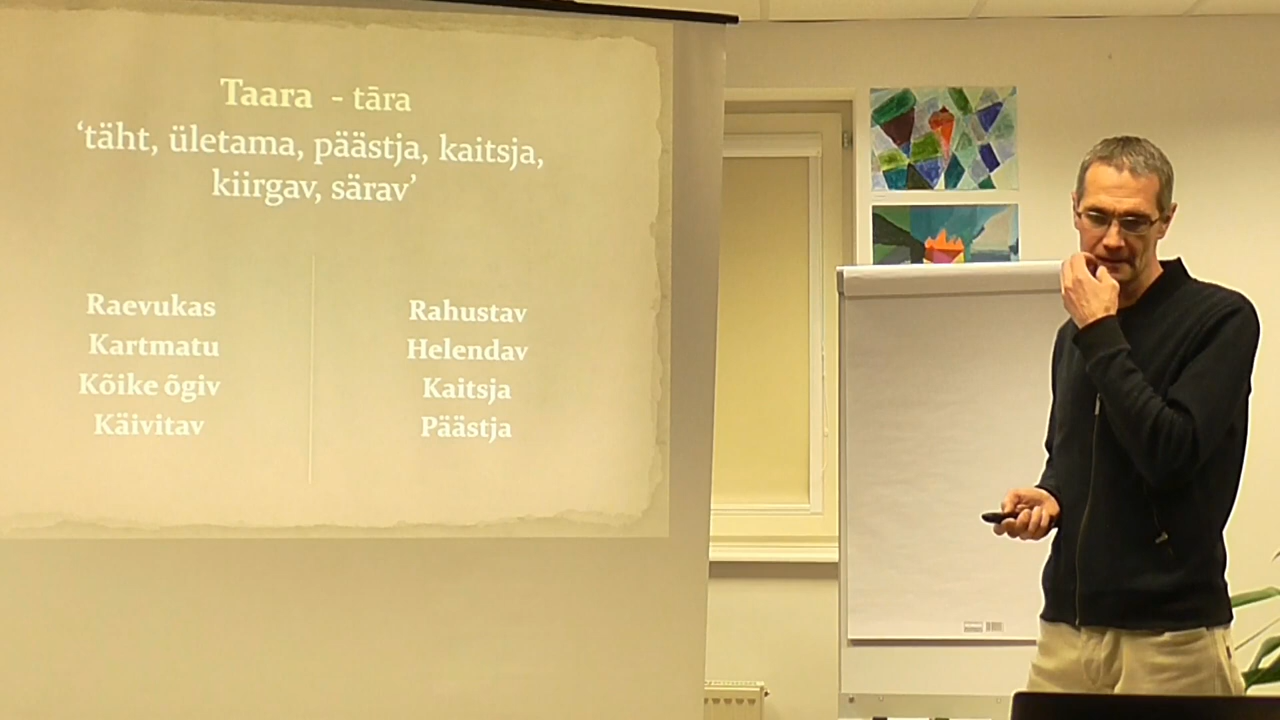 Taara - tāra
‘täht, ületama, päästja, kaitsja,
kiirgav, särav’
Raevukas
Kartmatu
Kõike õgiv
Käivitav
Rahustav
Helendav
Kaitsja
Päästja